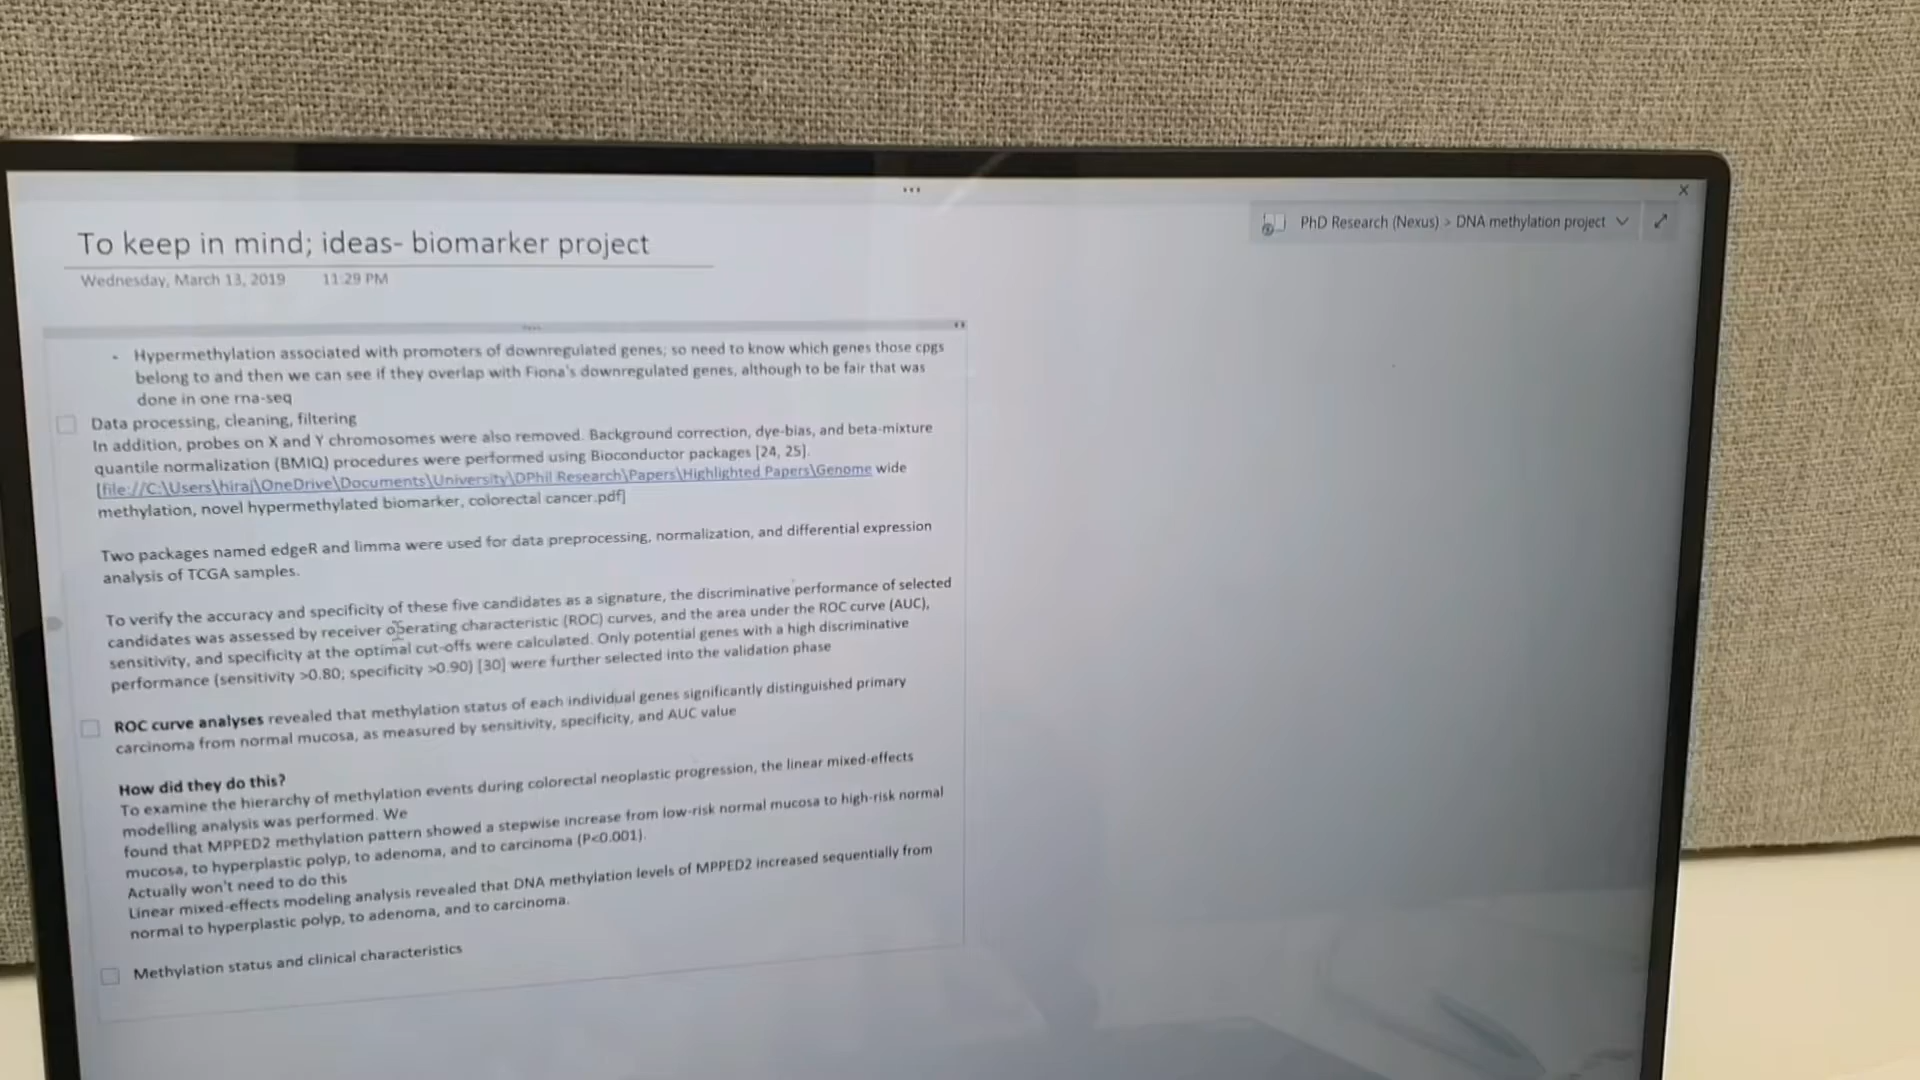 PhD Research (Nexus) > DNA methylation project
To keep in mind; ideas- biomarker project
Wednesday, March 13, 2019 11:29 PM
- Hypermethylation associated with promoters of downregulated genes; so need to know which genes those cpgs
belong to and then we can see if they overlap with Fiona's downregulated genes, although to be fair that was
done in one rna-seq
Data processing, cleaning, filtering
In addition, probes on X and Y chromosomes were also removed. Background correction, dye-bias, and beta-mixture
quantile normalization (BMIQ) procedures were performed using Bioconductor packages [24, 25].
[file://C:\Users\hiraj\OneDrive\Documents\University\DPhil Research\Papers\Highlighted Papers\Genome wide
methylation, novel hypermethylated biomarker, colorectal cancer.pdf]
Two packages named edgeR and limma were used for data preprocessing, normalization, and differential expression
analysis of TCGA samples.
To verify the accuracy and specificity of these five candidates as a signature, the discriminative performance of selected
candidates was assessed by receiver operating characteristic (ROC) curves, and the area under the ROC curve (AUC),
sensitivity, and specificity at the optimal cut-offs were calculated. Only potential genes with a high discriminative
performance (sensitivity >0.80; specificity >0.90) [30] were further selected into the validation phase
ROC curve analyses revealed that methylation status of each individual genes significantly distinguished primary
carcinoma from normal mucosa, as measured by sensitivity, specificity, and AUC value
How did they do this?
To examine the hierarchy of methylation events during colorectal neoplastic progression, the linear mixed-effects
modelling analysis was performed. We
found that MPPED2 methylation pattern showed a stepwise increase from low-risk normal mucosa to high-risk normal
mucosa, to hyperplastic polyp, to adenoma, and to carcinoma (P<0.001).
Actually won't need to do this
Linear mixed-effects modeling analysis revealed that DNA methylation levels of MPPED2 increased sequentially from
normal to hyperplastic polyp, to adenoma, and to carcinoma.
Methylation status and clinical characteristics